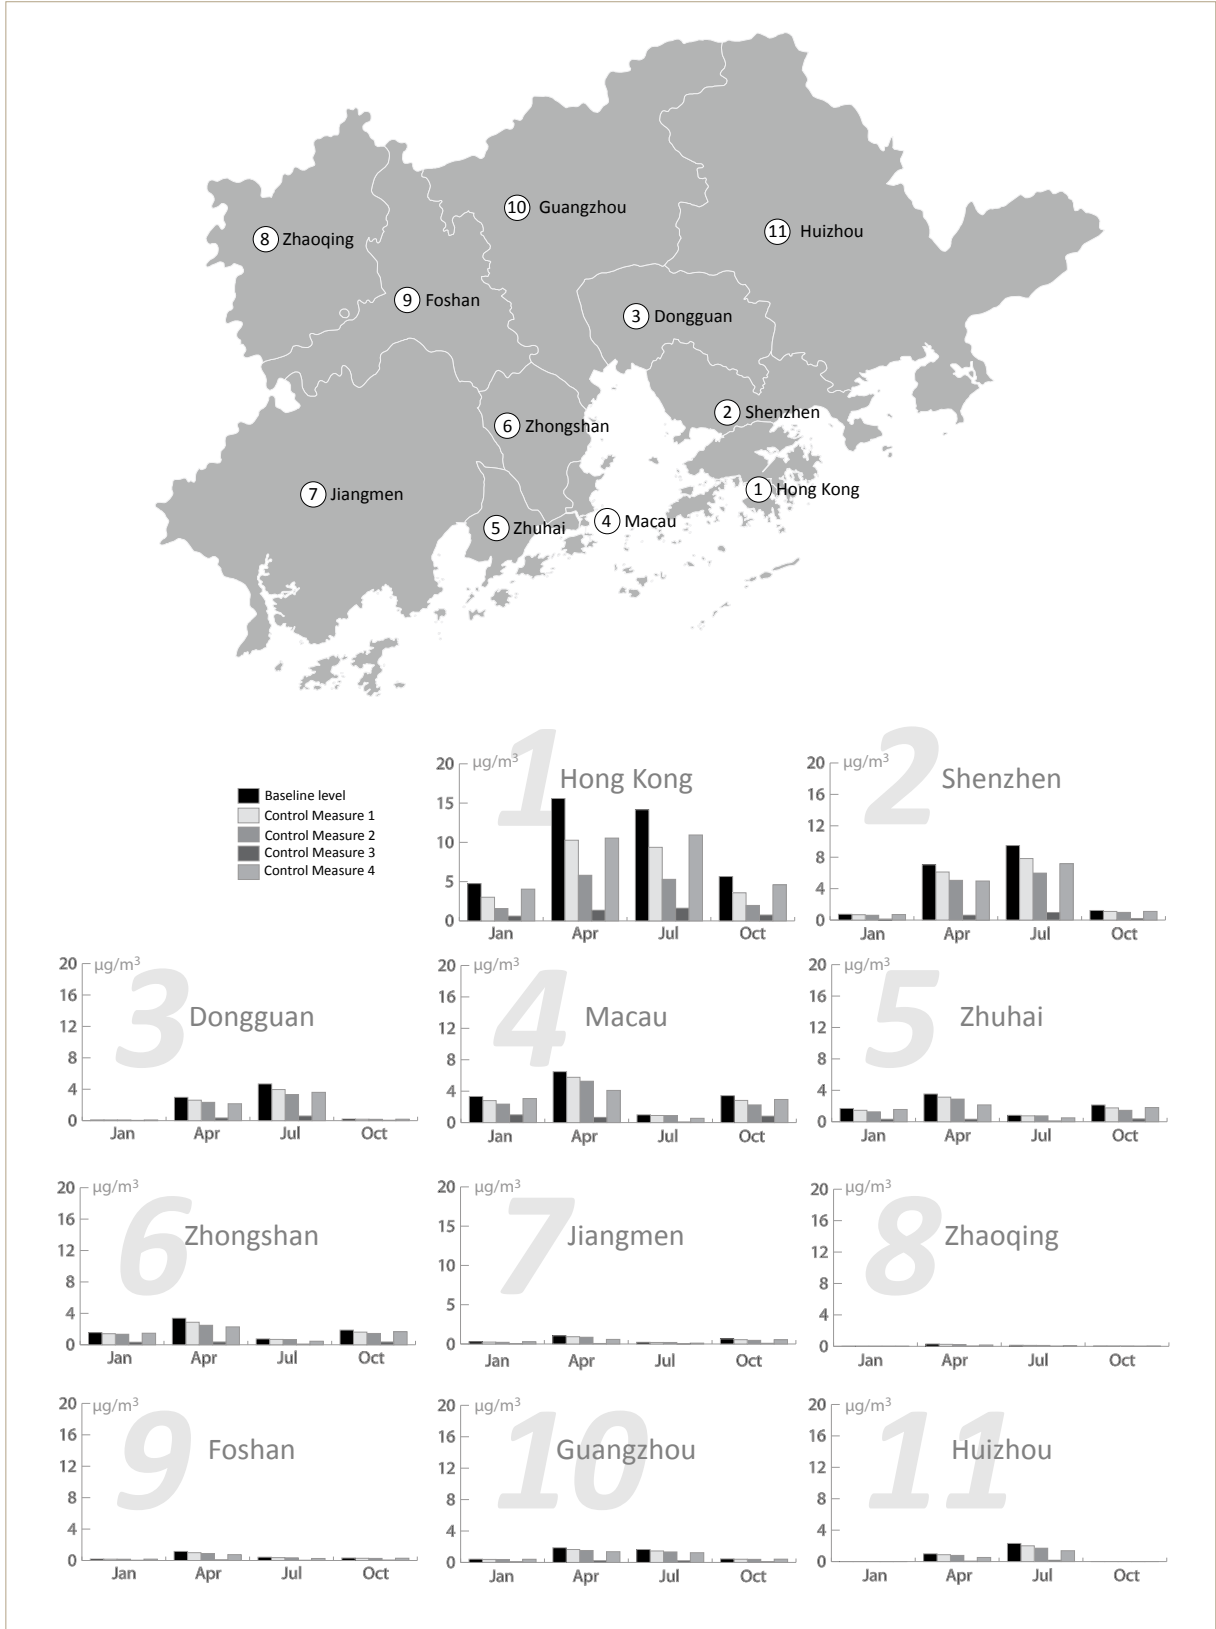 10 Guangzhou
11 Huizhou
8 Zhaoqing
9 Foshan
3 Dongguan
2 Shenzhen
6 Zhongshan
1 Hong Kong
7 Jiangmen
4 Macau
5 Zhuhai
Baseline level
Control Measure 1
Control Measure 2
Control Measure 3
Control Measure 4
1
Hong Kong
µg/m3
20
15
10
5
0
Jan Apr Jul Oct
2
Shenzhen
µg/m3
20
16
12
8
4
0
Jan Apr Jul Oct
3
Dongguan
µg/m3
20
16
12
8
4
0
Jan Apr Jul Oct
4
Macau
µg/m3
20
16
12
8
4
0
Jan Apr Jul Oct
5
Zhuhai
µg/m3
20
16
12
8
4
0
Jan Apr Jul Oct
6
Zhongshan
µg/m3
20
16
12
8
4
0
Jan Apr Jul Oct
7
Jiangmen
µg/m3
20
15
10
5
0
Jan Apr Jul Oct
8
Zhaoqing
µg/m3
20
16
12
8
4
0
Jan Apr Jul Oct
9
Foshan
µg/m3
20
16
12
8
4
0
Jan Apr Jul Oct
10
Guangzhou
µg/m3
20
16
12
8
4
0
Jan Apr Jul Oct
11
Huizhou
µg/m3
20
16
12
8
4
0
Jan Apr Jul Oct